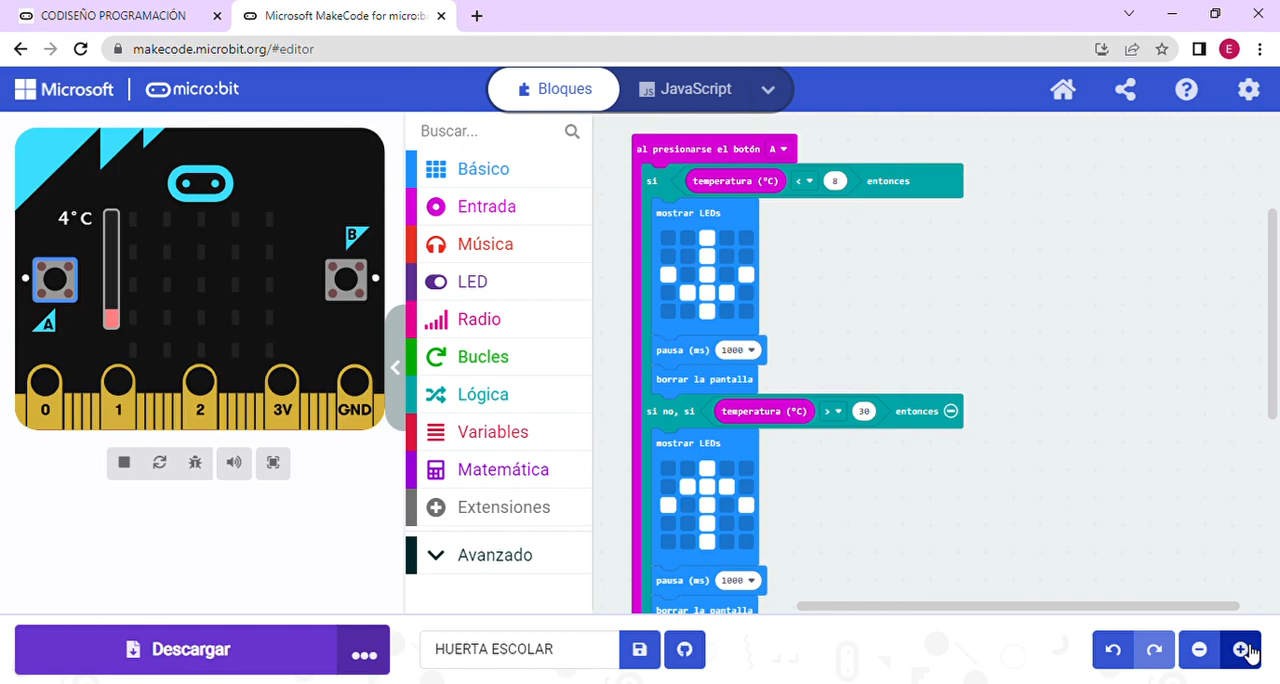 CODISEÑO PROGRAMACIÓN
Microsoft MakeCode for micro:b
makecode.microbit.org/#editor
E
Microsoft
micro:bit
Bloques
JS JavaScript
4°C
B
A
0
1
2
3V
GND
Buscar...
Básico
Entrada
Música
LED
Radio
Bucles
Lógica
Variables
Matemática
Extensiones
Avanzado
al presionarse el botón A
si temperatura (°C) < 8 entonces
mostrar LEDs
pausa (ms) 1000
borrar la pantalla
si no, si temperatura (°C) > 30 entonces
mostrar LEDs
pausa (ms) 1000
borrar la pantalla
Descargar
HUERTA ESCOLAR